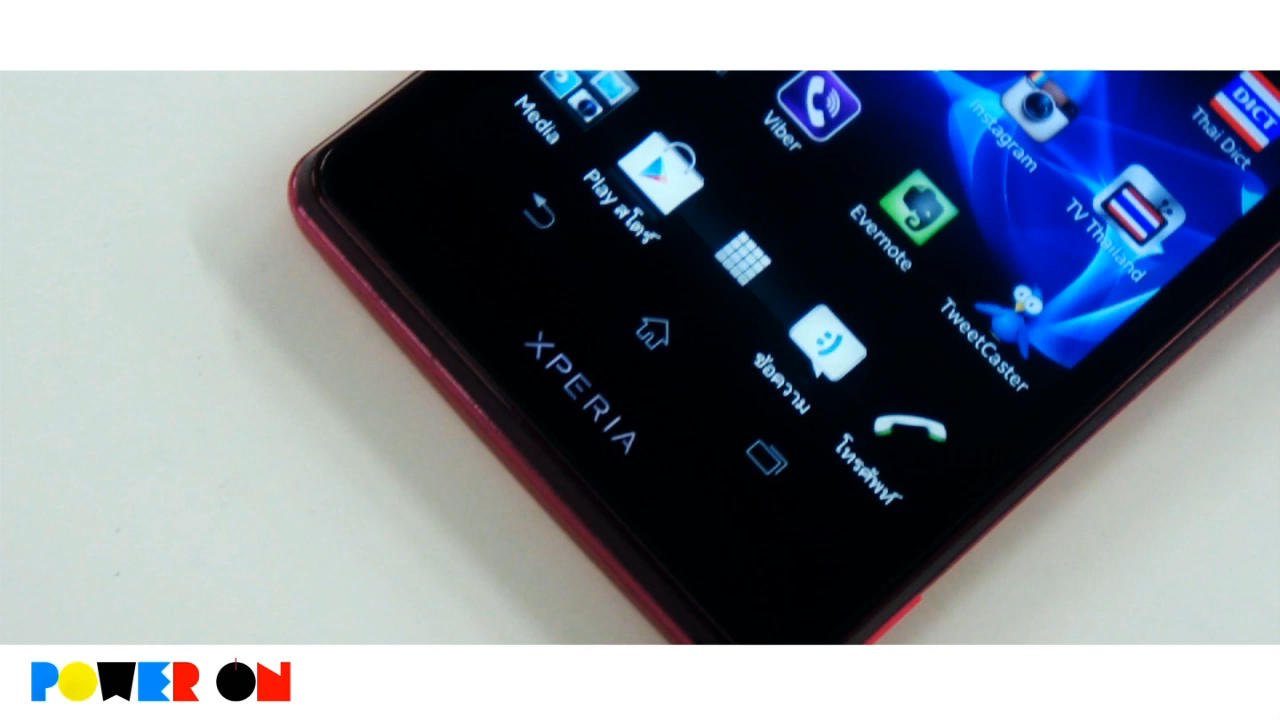 Media
Viber
Instagram
DICT
Thai Dict
Play สโตร์
Evernote
TV Thailand
TweetCaster
ข้อความ
โทรศัพท์
XPERIA
POWER ON